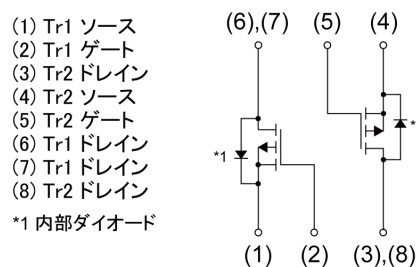 (1) Tr1 ソース
(2) Tr1 ゲート
(3) Tr2 ドレイン
(4) Tr2 ソース
(5) Tr2 ゲート
(6) Tr1 ドレイン
(7) Tr1 ドレイン
(8) Tr2 ドレイン
*1 内部ダイオード
(6),(7) (5) (4)
*1 *
(1) (2) (3),(8)